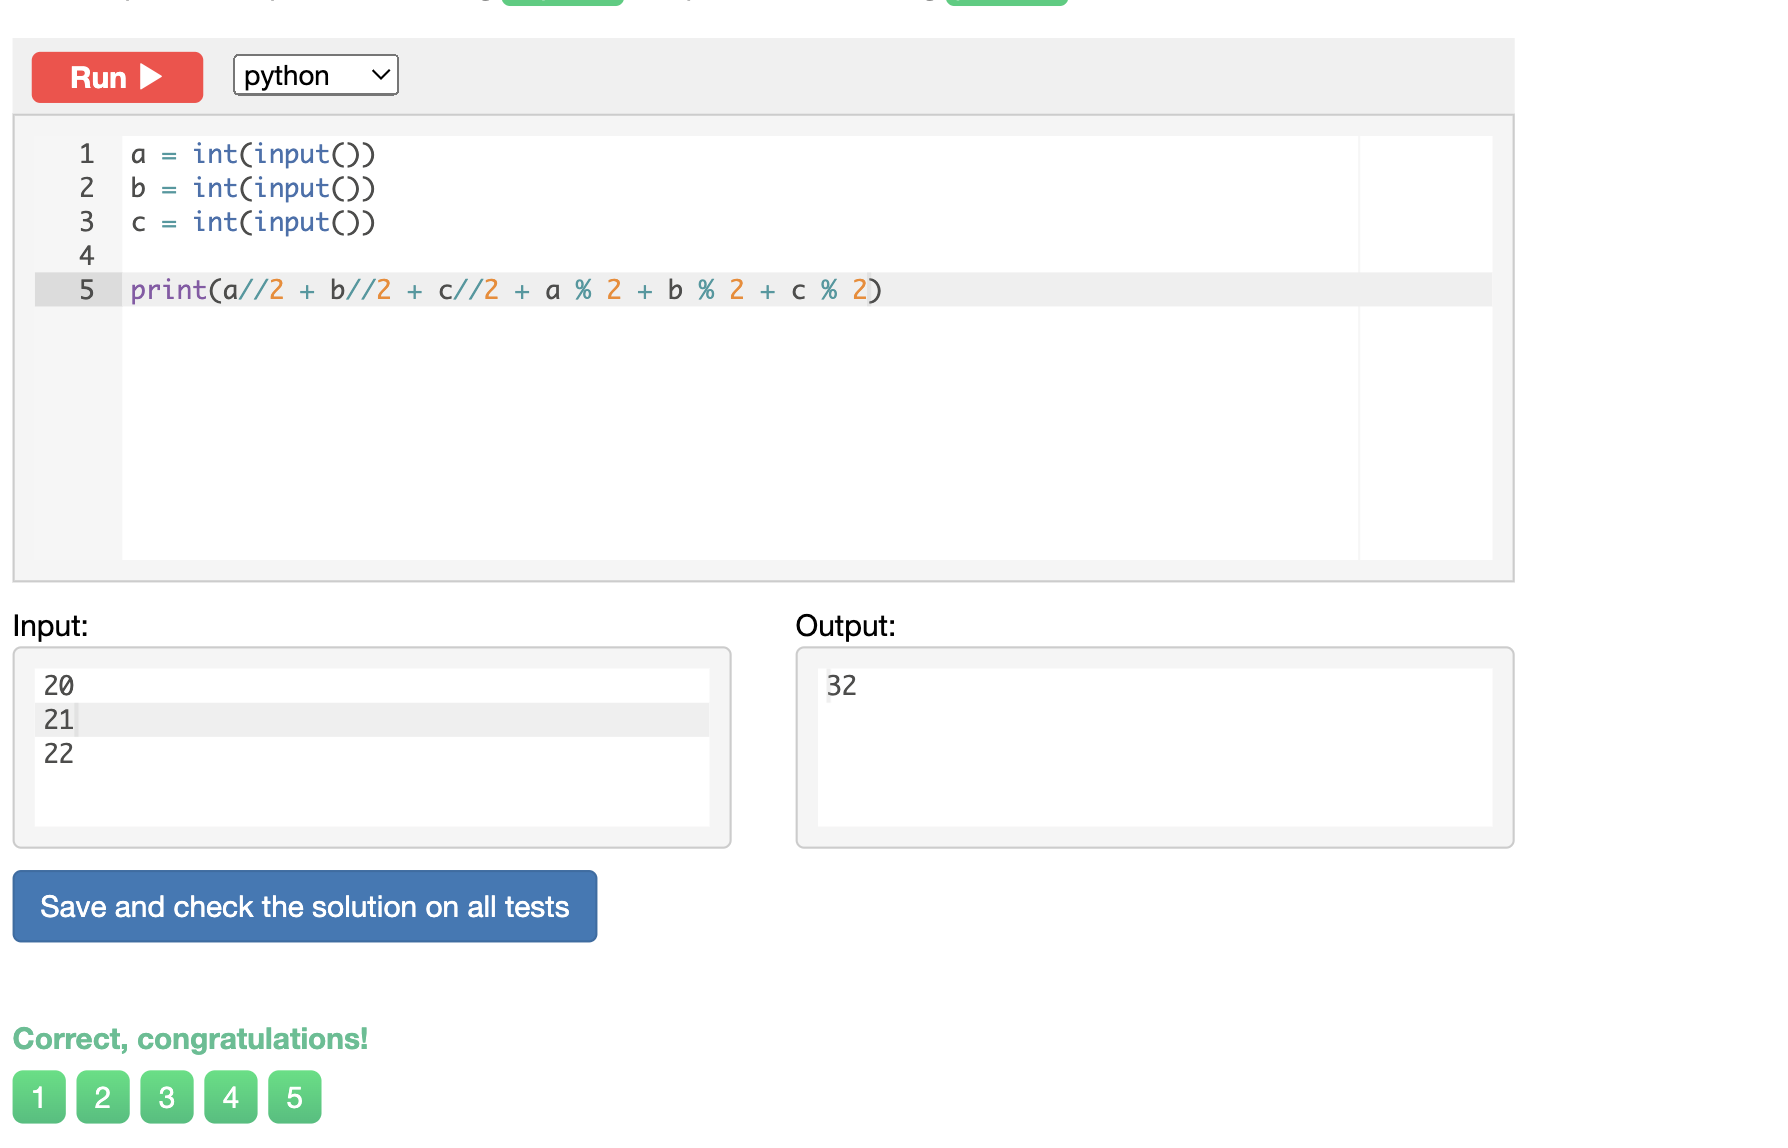 Run
python
1 a = int(input())
2 b = int(input())
3 c = int(input())
4
5 print(a//2 + b//2 + c//2 + a % 2 + b % 2 + c % 2)
Input:
Output:
20
21
22
32
Save and check the solution on all tests
Correct, congratulations!
1 2 3 4 5